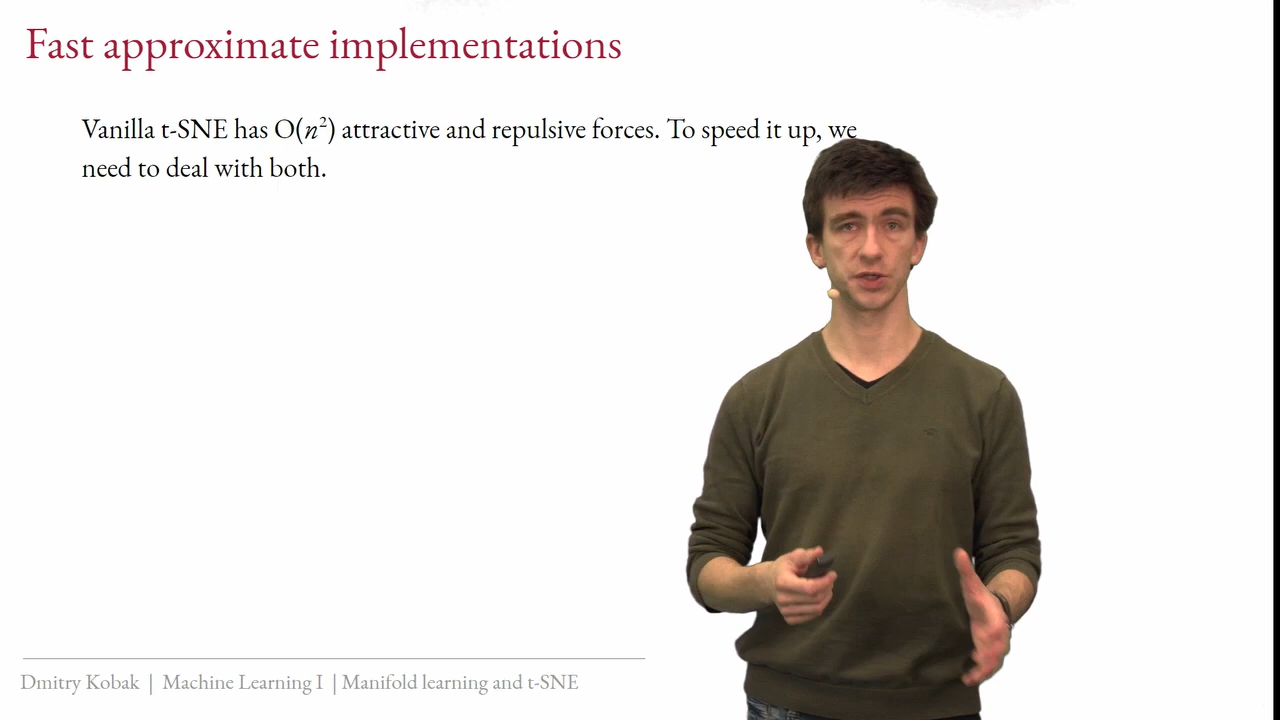 Fast approximate implementations
Vanilla t-SNE has O(n²) attractive and repulsive forces. To speed it up, we
need to deal with both.
Dmitry Kobak | Machine Learning I | Manifold learning and t-SNE